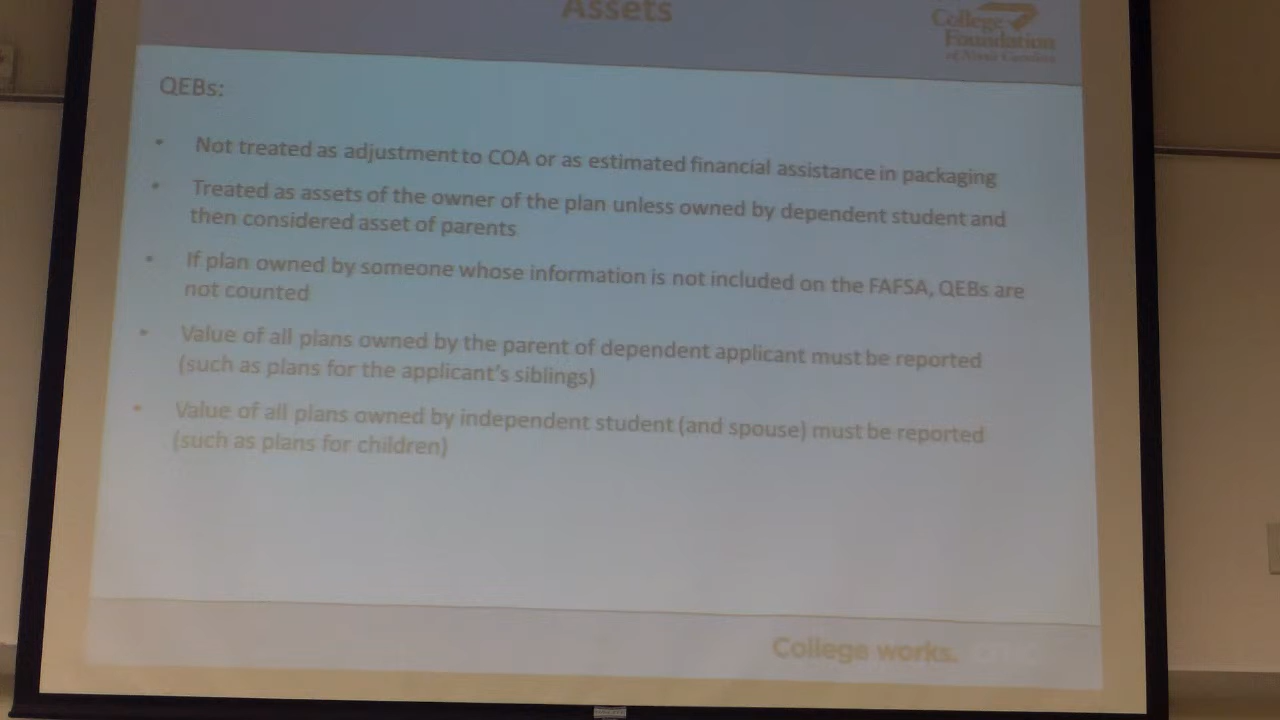 Assets
College
Foundation
of North Carolina
QEBs:
• Not treated as adjustment to COA or as estimated financial assistance in packaging
• Treated as assets of the owner of the plan unless owned by dependent student and
then considered asset of parents
• If plan owned by someone whose information is not included on the FAFSA, QEBs are
not counted
• Value of all plans owned by the parent of dependent applicant must be reported
(such as plans for the applicant's siblings)
• Value of all plans owned by independent student (and spouse) must be reported
(such as plans for children)
College works.